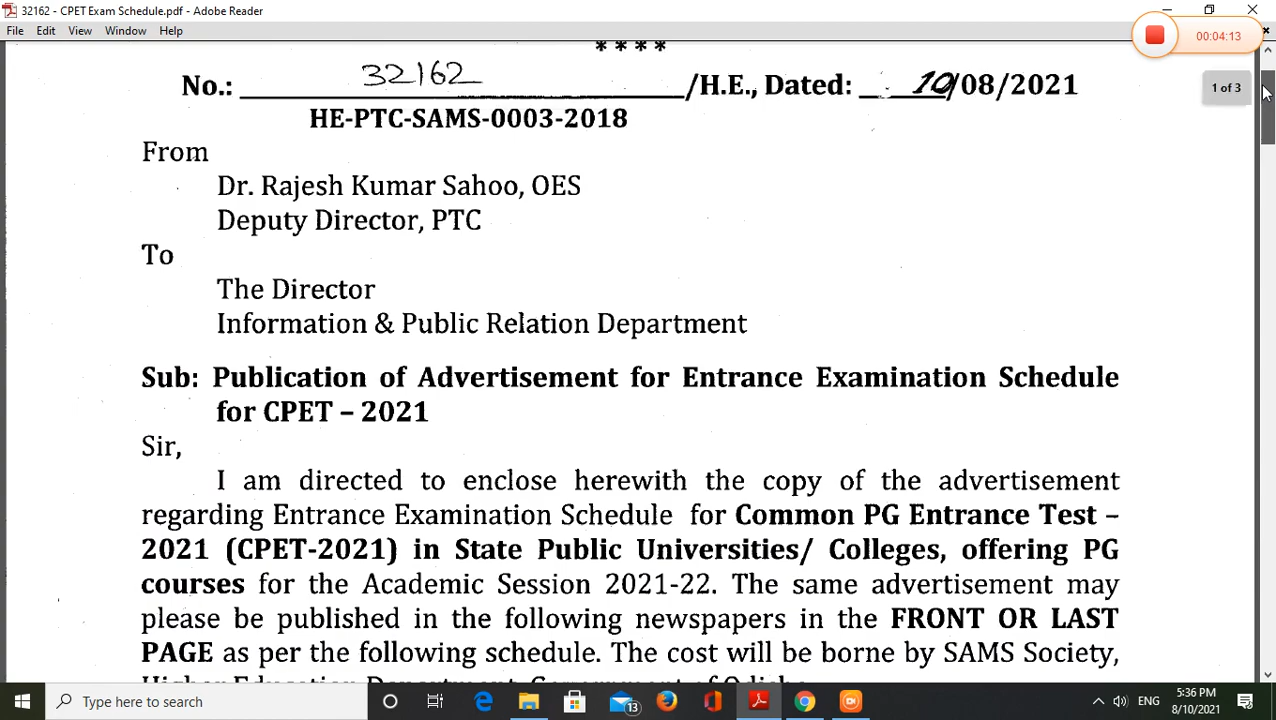 32162 - CPET Exam Schedule.pdf - Adobe Reader
File Edit View Window Help
00:04:13
****
No.: 32162 /H.E., Dated: 10/08/2021
1 of 3
HE-PTC-SAMS-0003-2018
From
Dr. Rajesh Kumar Sahoo, OES
Deputy Director, PTC
To
The Director
Information & Public Relation Department
Sub: Publication of Advertisement for Entrance Examination Schedule
for CPET – 2021
Sir,
I am directed to enclose herewith the copy of the advertisement
regarding Entrance Examination Schedule for Common PG Entrance Test –
2021 (CPET-2021) in State Public Universities/ Colleges, offering PG
courses for the Academic Session 2021-22. The same advertisement may
please be published in the following newspapers in the FRONT OR LAST
PAGE as per the following schedule. The cost will be borne by SAMS Society,
Higher Education Department, Government of Odisha
Type here to search
13
ENG
5:36 PM
8/10/2021